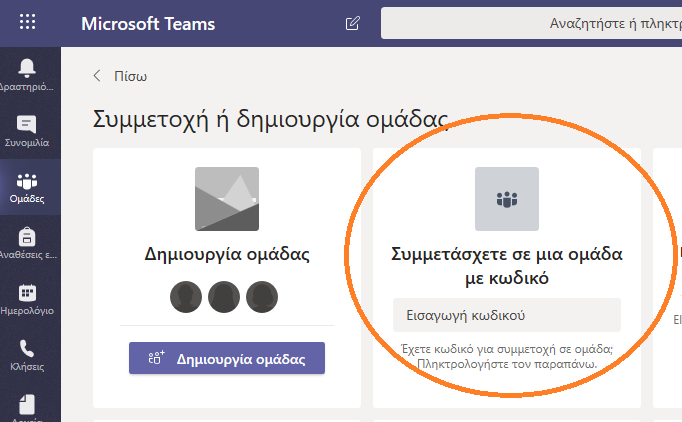 Microsoft Teams
Αναζητήστε ή πληκτρ
Δραστηριό...
Πίσω
Συνομιλία
Συμμετοχή ή δημιουργία ομάδας
Ομάδες
Αναθέσεις ε...
Ημερολόγιο
Κλήσεις
Αρχεία
Δημιουργία ομάδας
Δημιουργία ομάδας
Συμμετάσχετε σε μια ομάδα
με κωδικό
Εισαγωγή κωδικού
Έχετε κωδικό για συμμετοχή σε ομάδα;
Πληκτρολογήστε τον παραπάνω.